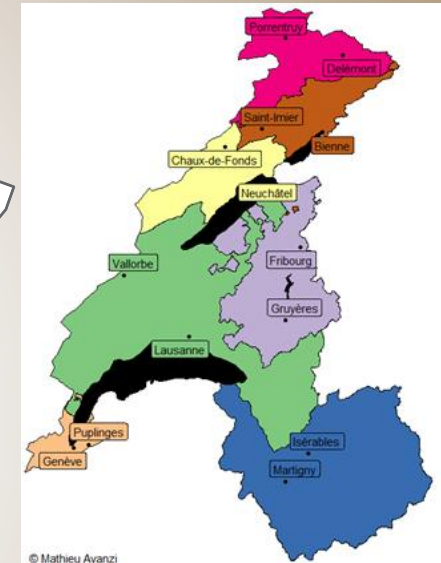 Porrentruy
Delémont
Saint-Imier
Bienne
Chaux-de-Fonds
Neuchâtel
Vallorbe
Fribourg
Gruyères
Lausanne
Puplinges
Genève
Isérables
Martigny
© Mathieu Avanzi